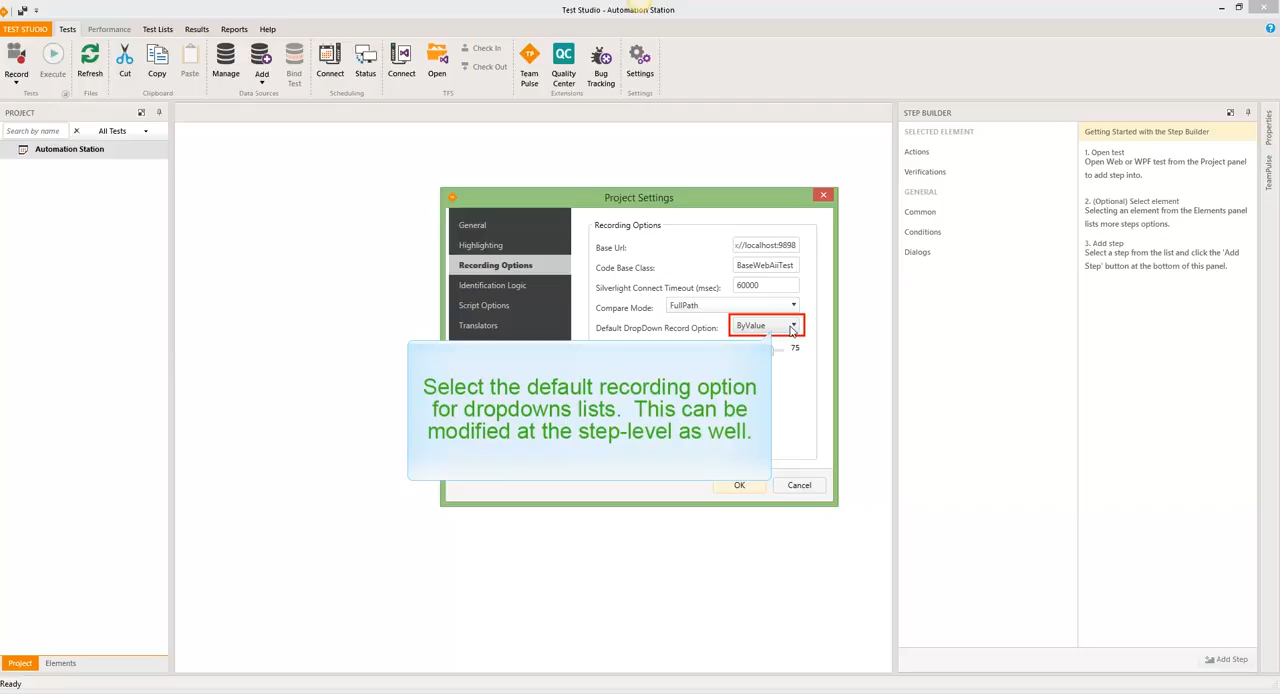 Test Studio - Automation Station
TEST STUDIO Tests Performance Test Lists Results Reports Help
Record Execute Refresh Cut Copy Paste Manage Add Bind Test Connect Status Connect Open Check In Check Out Team Pulse Quality Center Bug Tracking Settings
Tests Files Clipboard Data Sources Scheduling TFS Extensions Settings
PROJECT
Search by name All Tests
Automation Station
Project Settings
General
Highlighting
Recording Options
Identification Logic
Script Options
Translators
Recording Options
Base Url: ://localhost:9898
Code Base Class: BaseWebAiiTest
Silverlight Connect Timeout (msec): 60000
Compare Mode: FullPath
Default DropDown Record Option: ByValue
75
Select the default recording option
for dropdowns lists. This can be
modified at the step-level as well.
OK Cancel
STEP BUILDER
SELECTED ELEMENT
Actions
Verifications
GENERAL
Common
Conditions
Dialogs
Getting Started with the Step Builder
1. Open test
Open Web or WPF test from the Project panel
to add step into.
2. (Optional) Select element
Selecting an element from the Elements panel
lists more steps options.
3. Add step
Select a step from the list and click the 'Add
Step' button at the bottom of this panel.
Add Step
Properties
TeamPulse
Project Elements
Ready